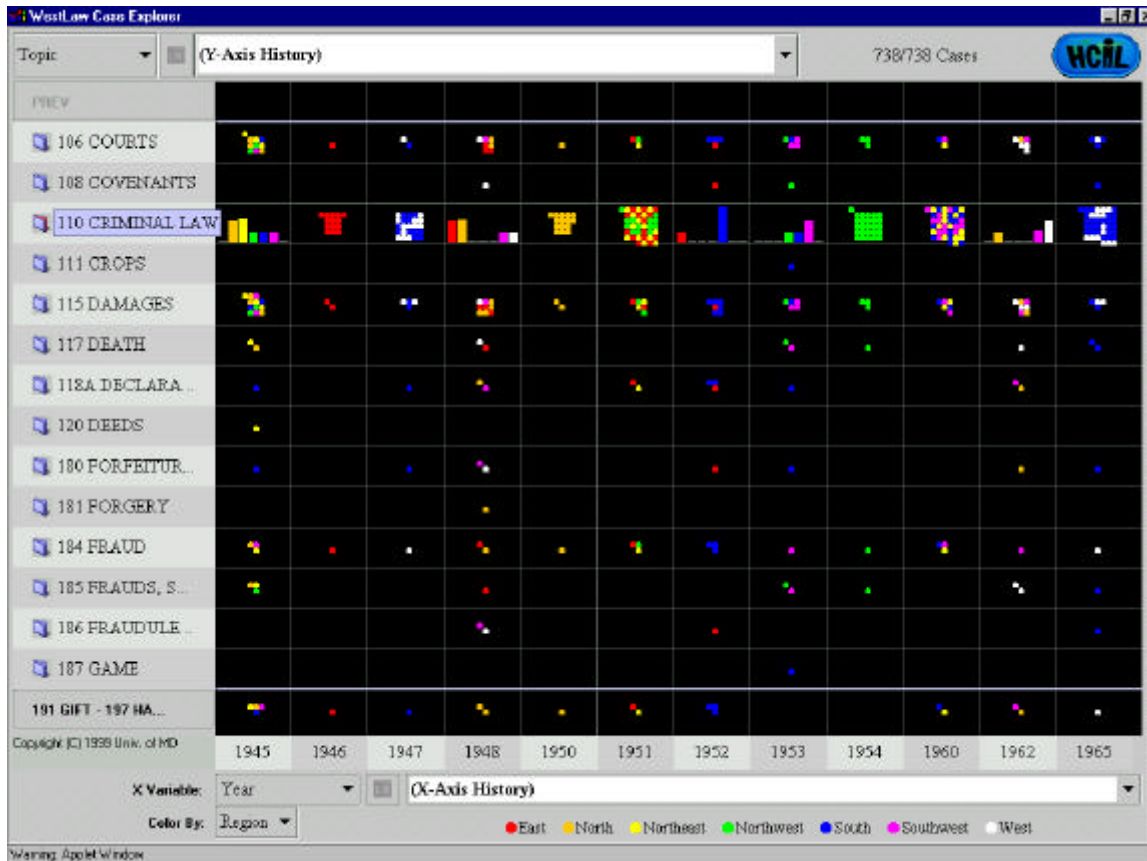 WestLaw Case Explorer
Topic (Y-Axis History) 738/738 Cases HCIL
PREV
106 COURTS
108 COVENANTS
110 CRIMINAL LAW
111 CROPS
115 DAMAGES
117 DEATH
118A DECLARA...
120 DEEDS
180 FORFEITUR...
181 FORGERY
184 FRAUD
185 FRAUDS, S...
186 FRAUDULE...
187 GAME
191 GIFT - 197 HA...
Copyright (C) 1999 Univ. of MD
1945 1946 1947 1948 1950 1951 1952 1953 1954 1960 1962 1965
X Variable: Year (X-Axis History)
Color By: Region East North Northeast Northwest South Southwest West
Warning: Applet Window